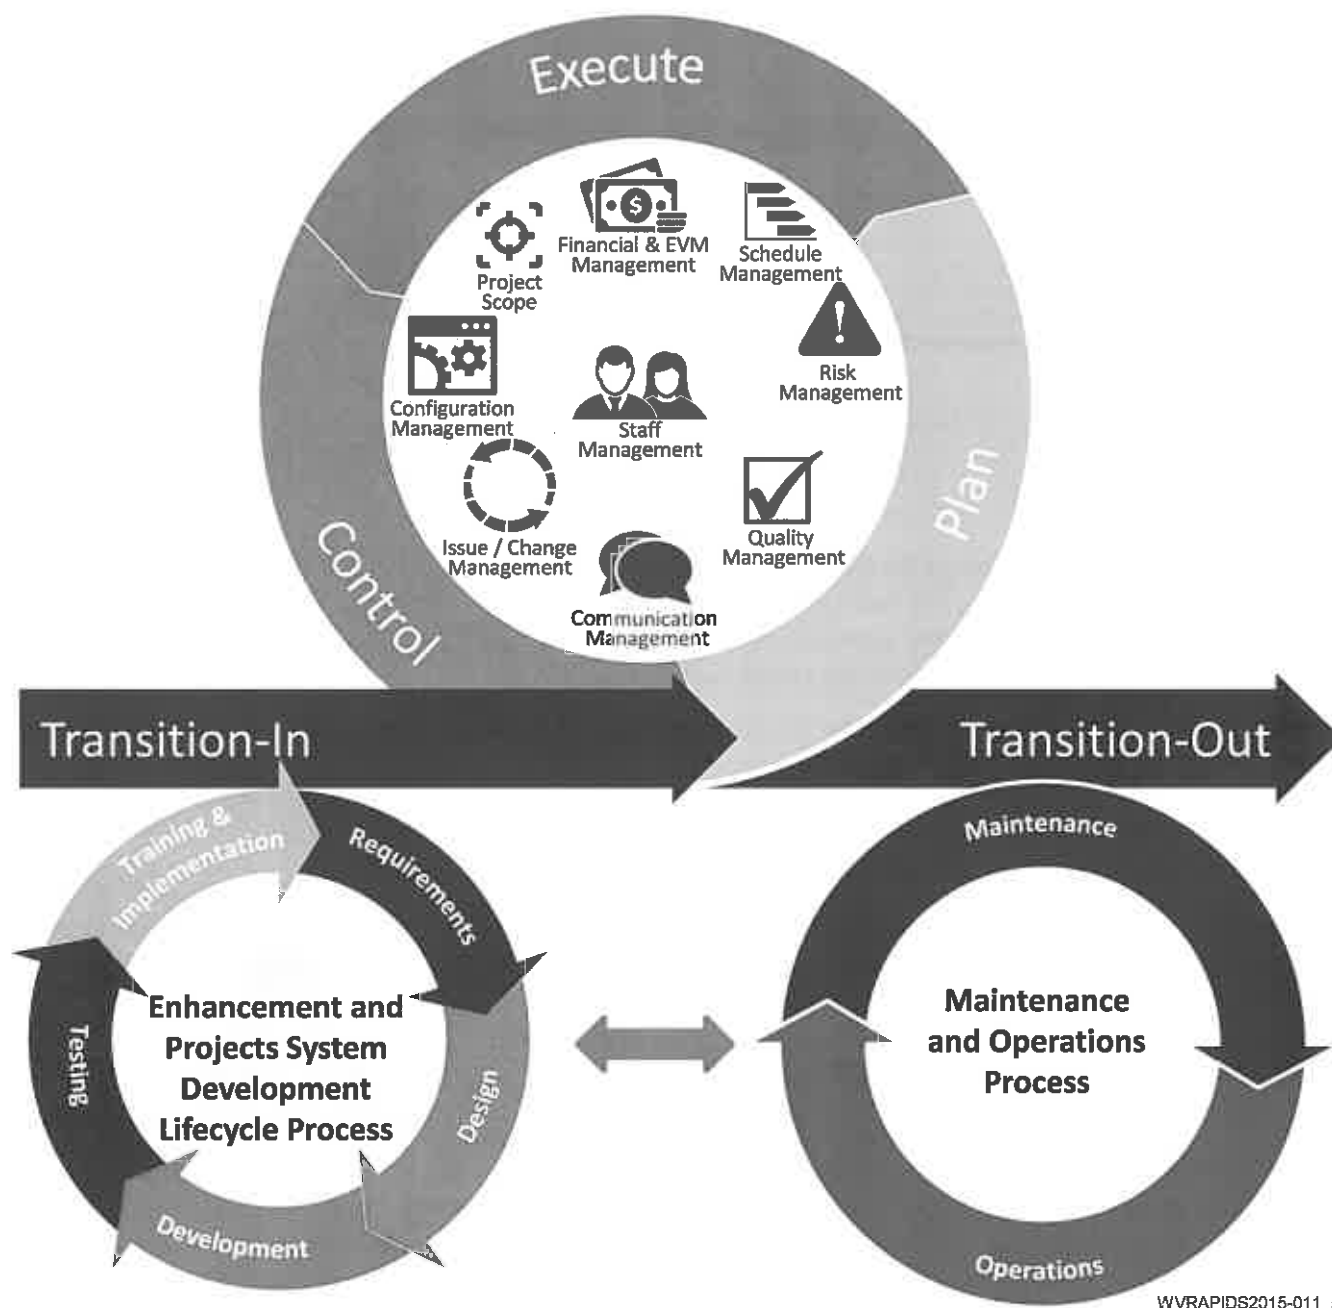 Execute
Financial & EVM
Management
Schedule
Management
Project
Scope
Risk
Management
Configuration
Management
Staff
Management
Plan
Control
Issue / Change
Management
Quality
Management
Communication
Management
Transition-In
Transition-Out
Training &
Implementation
Requirements
Maintenance
Enhancement and
Projects System
Development
Lifecycle Process
Maintenance
and Operations
Process
Testing
Design
Development
Operations
WVRAPIDS2015-011